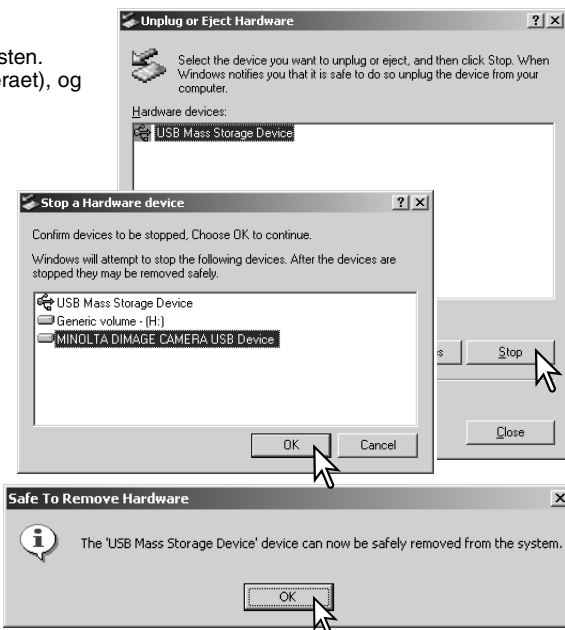 sten.
eraet), og
Unplug or Eject Hardware
Select the device you want to unplug or eject, and then click Stop. When
Windows notifies you that it is safe to do so unplug the device from your
computer.
Hardware devices:
USB Mass Storage Device
Stop a Hardware device
Confirm devices to be stopped, Choose OK to continue.
Windows will attempt to stop the following devices. After the devices are
stopped they may be removed safely.
USB Mass Storage Device
Generic volume - (H:)
MINOLTA DIMAGE CAMERA USB Device
s
Stop
OK
Cancel
Close
Safe To Remove Hardware
The 'USB Mass Storage Device' device can now be safely removed from the system.
OK